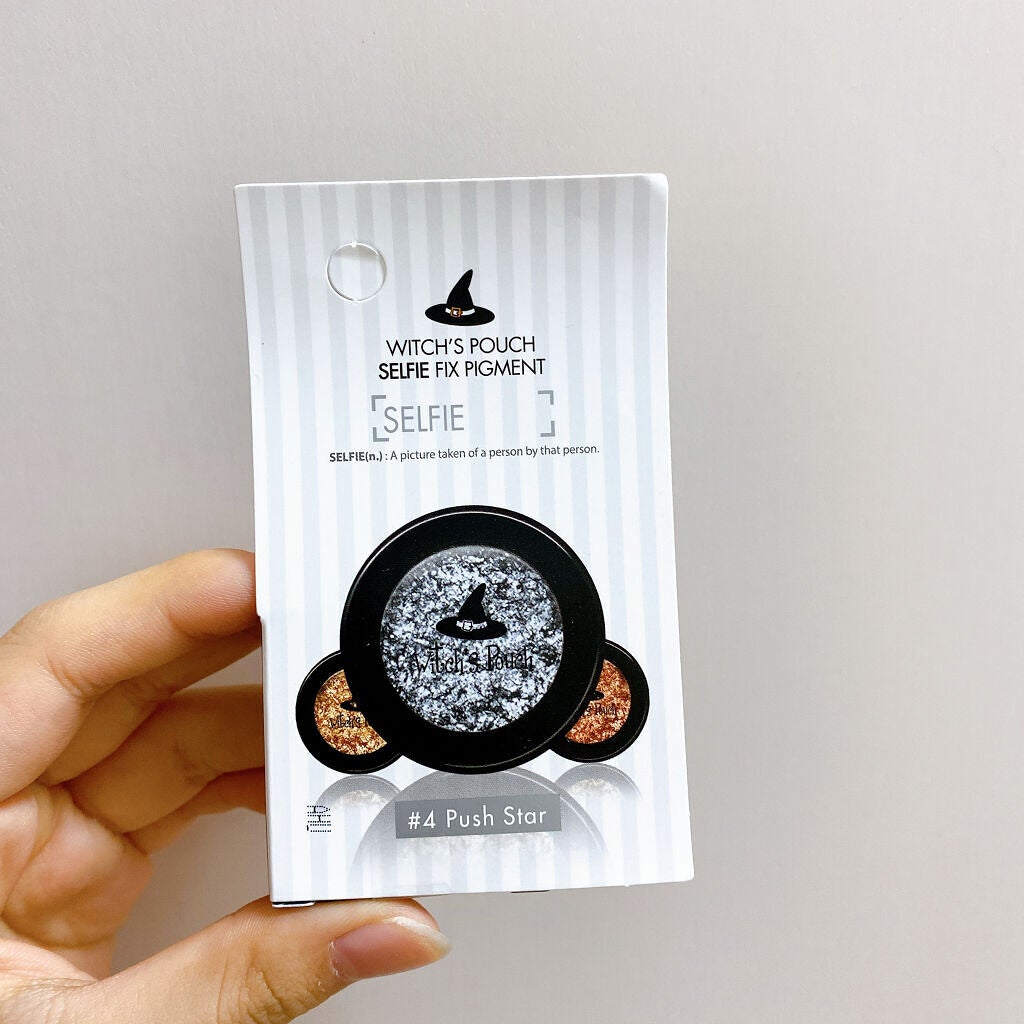 WITCH'S POUCH
SELFIE FIX PIGMENT
SELFIE
SELFIE(n.) : A picture taken of a person by that person.
Witch's Pouch
#4 Push Star